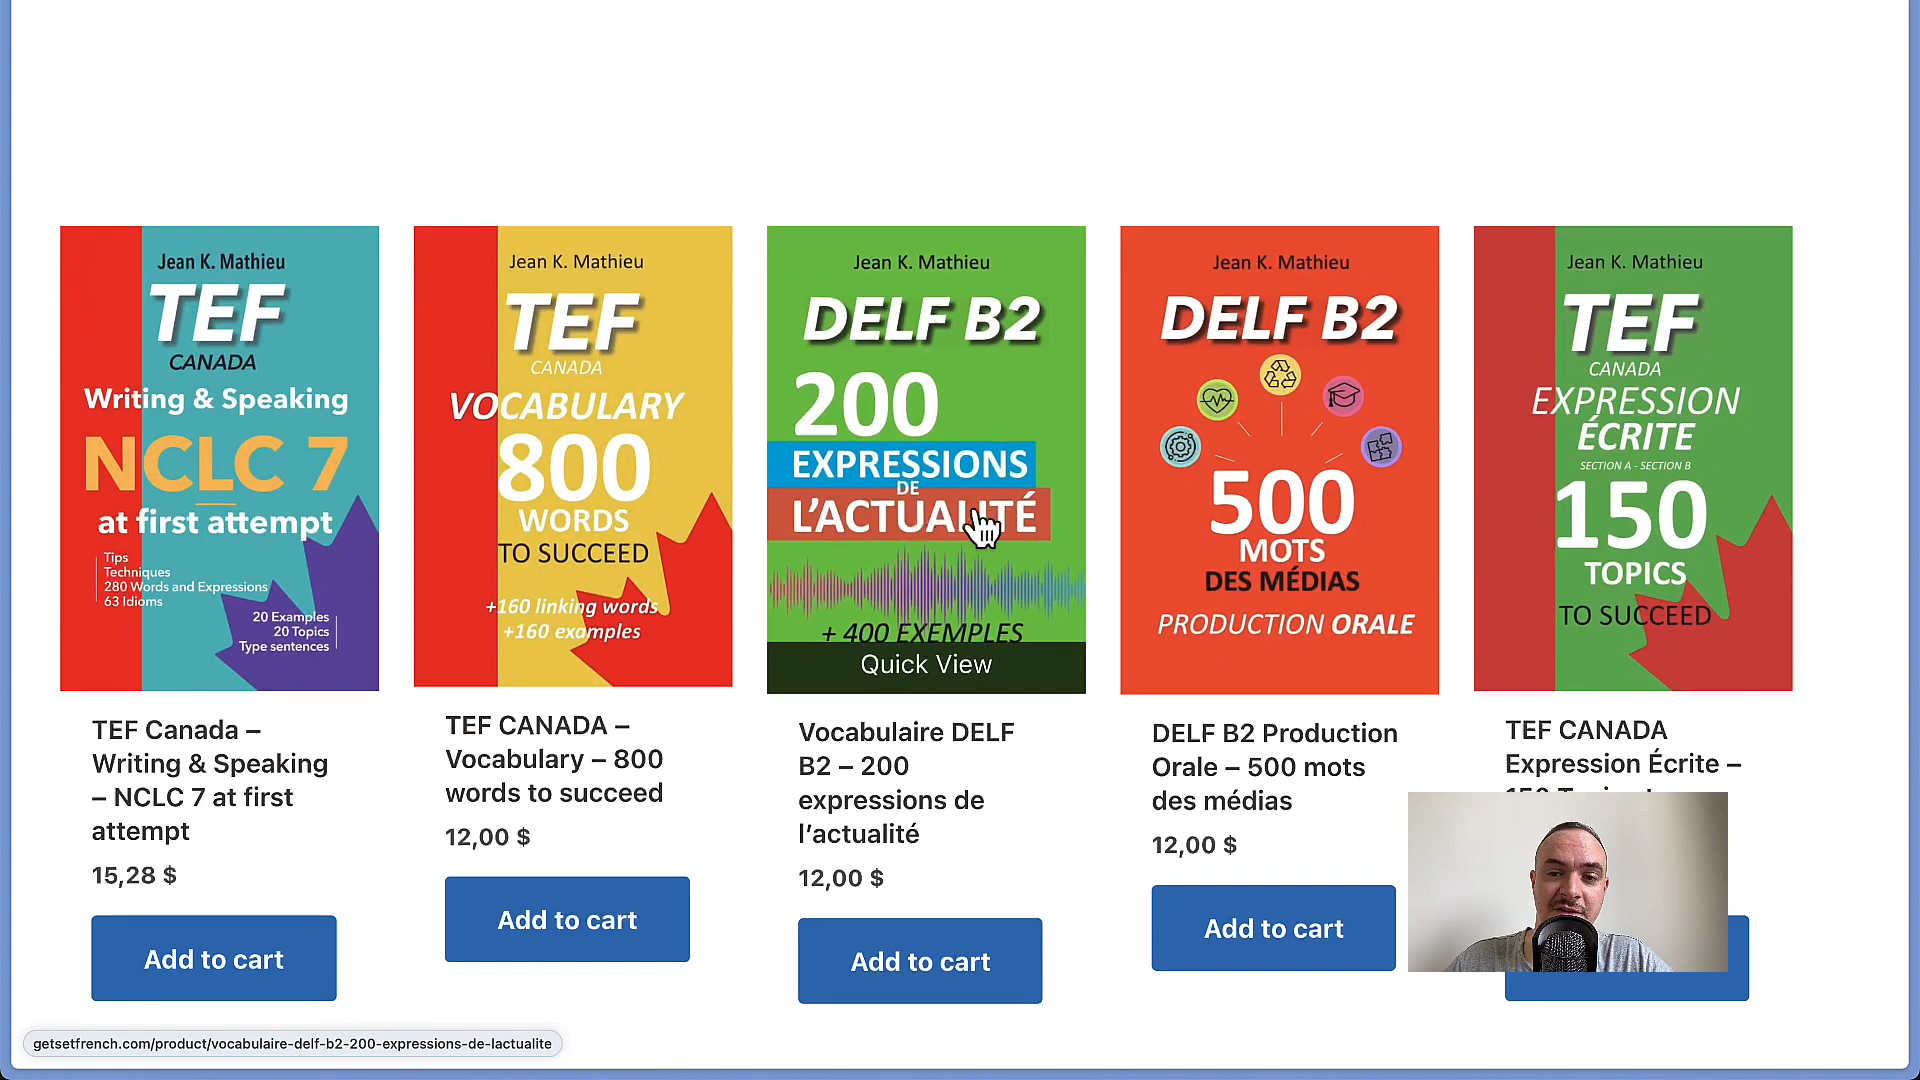 Jean K. Mathieu
TEF
CANADA
Writing & Speaking
NCLC 7
at first attempt
Tips
Techniques
280 Words and Expressions
63 Idioms
20 Examples
20 Topics
Type sentences
Jean K. Mathieu
TEF
CANADA
VOCABULARY
800
WORDS
TO SUCCEED
+160 linking words
+160 examples
Jean K. Mathieu
DELF B2
200
EXPRESSIONS
DE
L'ACTUALITÉ
+ 400 EXEMPLES
Quick View
Jean K. Mathieu
DELF B2
500
MOTS
DES MÉDIAS
PRODUCTION ORALE
Jean K. Mathieu
TEF
CANADA
EXPRESSION
ÉCRITE
SECTION A - SECTION B
150
TOPICS
TO SUCCEED
TEF Canada –
Writing & Speaking
– NCLC 7 at first
attempt
15,28 $
Add to cart
TEF CANADA –
Vocabulary – 800
words to succeed
12,00 $
Add to cart
Vocabulaire DELF
B2 – 200
expressions de
l'actualité
12,00 $
Add to cart
DELF B2 Production
Orale – 500 mots
des médias
12,00 $
Add to cart
TEF CANADA
Expression Écrite –
getsetfrench.com/product/vocabulaire-delf-b2-200-expressions-de-lactualite